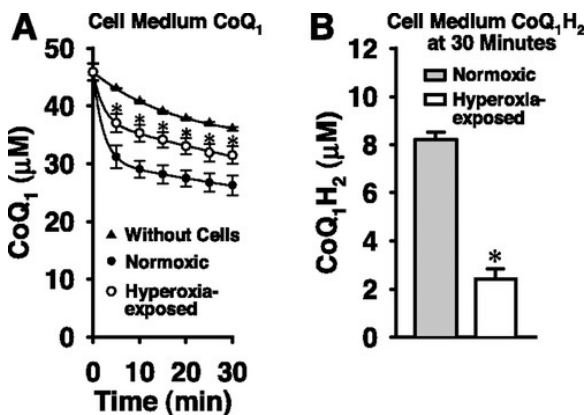 A
Cell Medium CoQ₁
50
40
30
20
10
0
CoQ₁ (μM)
* * * * * *
Without Cells
Normoxic
Hyperoxia-
exposed
0 10 20 30
Time (min)
B
Cell Medium CoQ₁H₂
at 30 Minutes
Normoxic
Hyperoxia-
exposed
12
10
8
6
4
2
0
CoQ₁H₂ (μM)
*